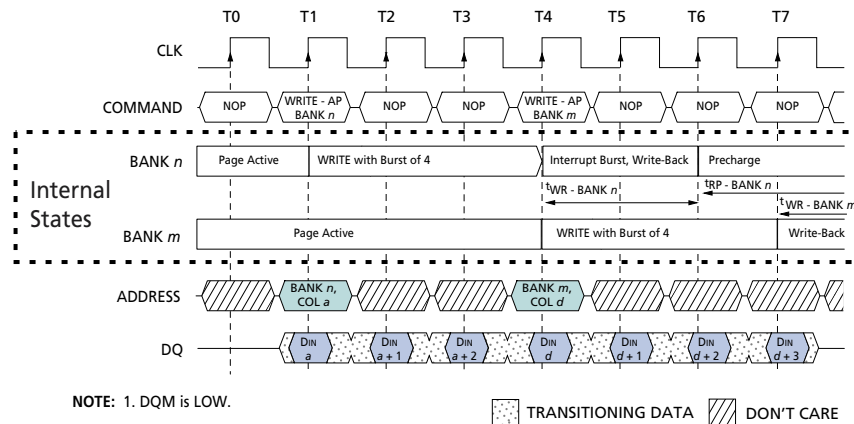 T0 T1 T2 T3 T4 T5 T6 T7
CLK
COMMAND NOP WRITE - AP BANK n NOP NOP WRITE - AP BANK m NOP NOP NOP
Internal States
BANK n Page Active WRITE with Burst of 4 Interrupt Burst, Write-Back Precharge
tWR - BANK n tRP - BANK n
tWR - BANK m
BANK m Page Active WRITE with Burst of 4 Write-Back
ADDRESS BANK n, COL a BANK m, COL d
DQ DIN a DIN a + 1 DIN a + 2 DIN d DIN d + 1 DIN d + 2 DIN d + 3
NOTE: 1. DQM is LOW.
TRANSITIONING DATA DON'T CARE